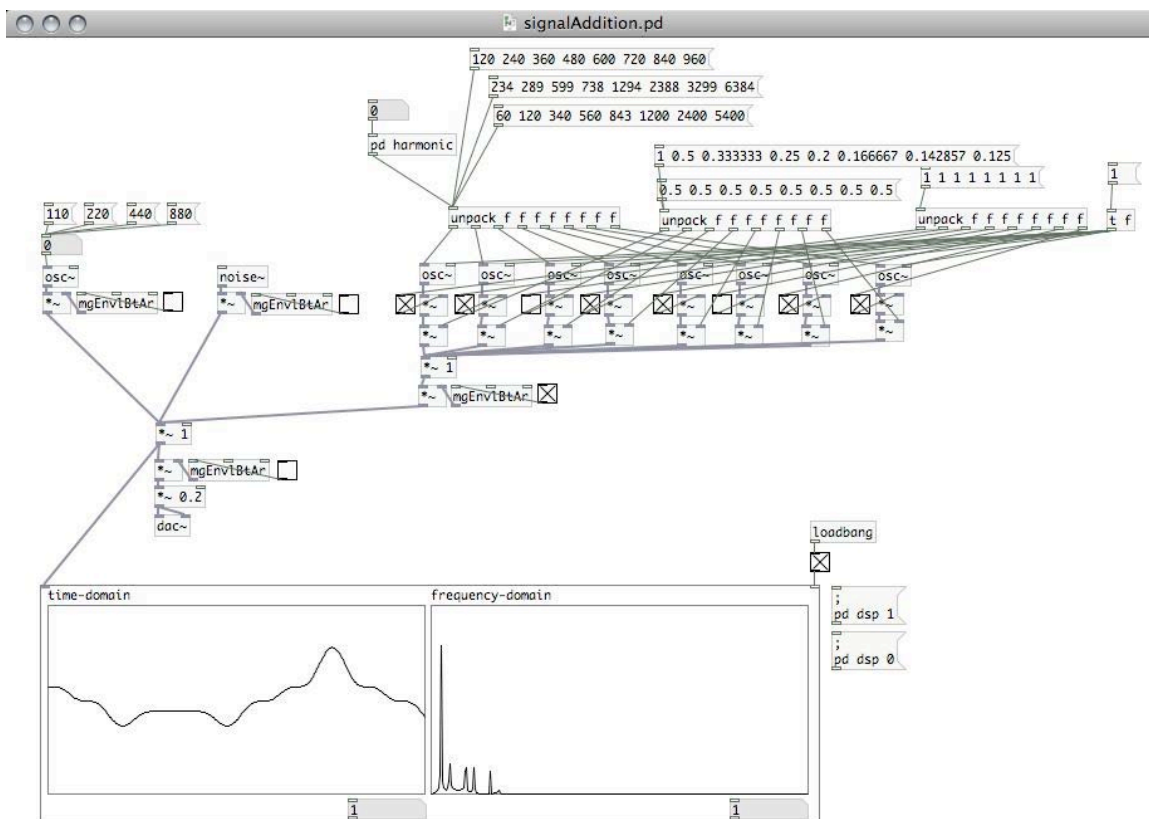 signalAddition.pd
120 240 360 480 600 720 840 960
234 289 599 738 1294 2388 3299 6384
0
60 120 340 560 843 1200 2400 5400
pd harmonic
1 0.5 0.333333 0.25 0.2 0.166667 0.142857 0.125
1
1 1 1 1 1 1 1 1
0.5 0.5 0.5 0.5 0.5 0.5 0.5 0.5
110 220 440 880
unpack f f f f f f f f
unpack f f f f f f f f
unpack f f f f f f f f
t f
0
osc~
noise~
osc~ osc~ osc~ osc~ osc~ osc~ osc~ osc~
*~ mgEnvlBtAr
*~ mgEnvlBtAr
*~ *~ *~ *~ *~ *~ *~ *~
*~ *~ *~ *~ *~ *~ *~ *~
*~ 1
*~ mgEnvlBtAr
*~ 1
*~ mgEnvlBtAr
*~ 0.2
dac~
loadbang
time-domain
frequency-domain
;
pd dsp 1
;
pd dsp 0
1
1